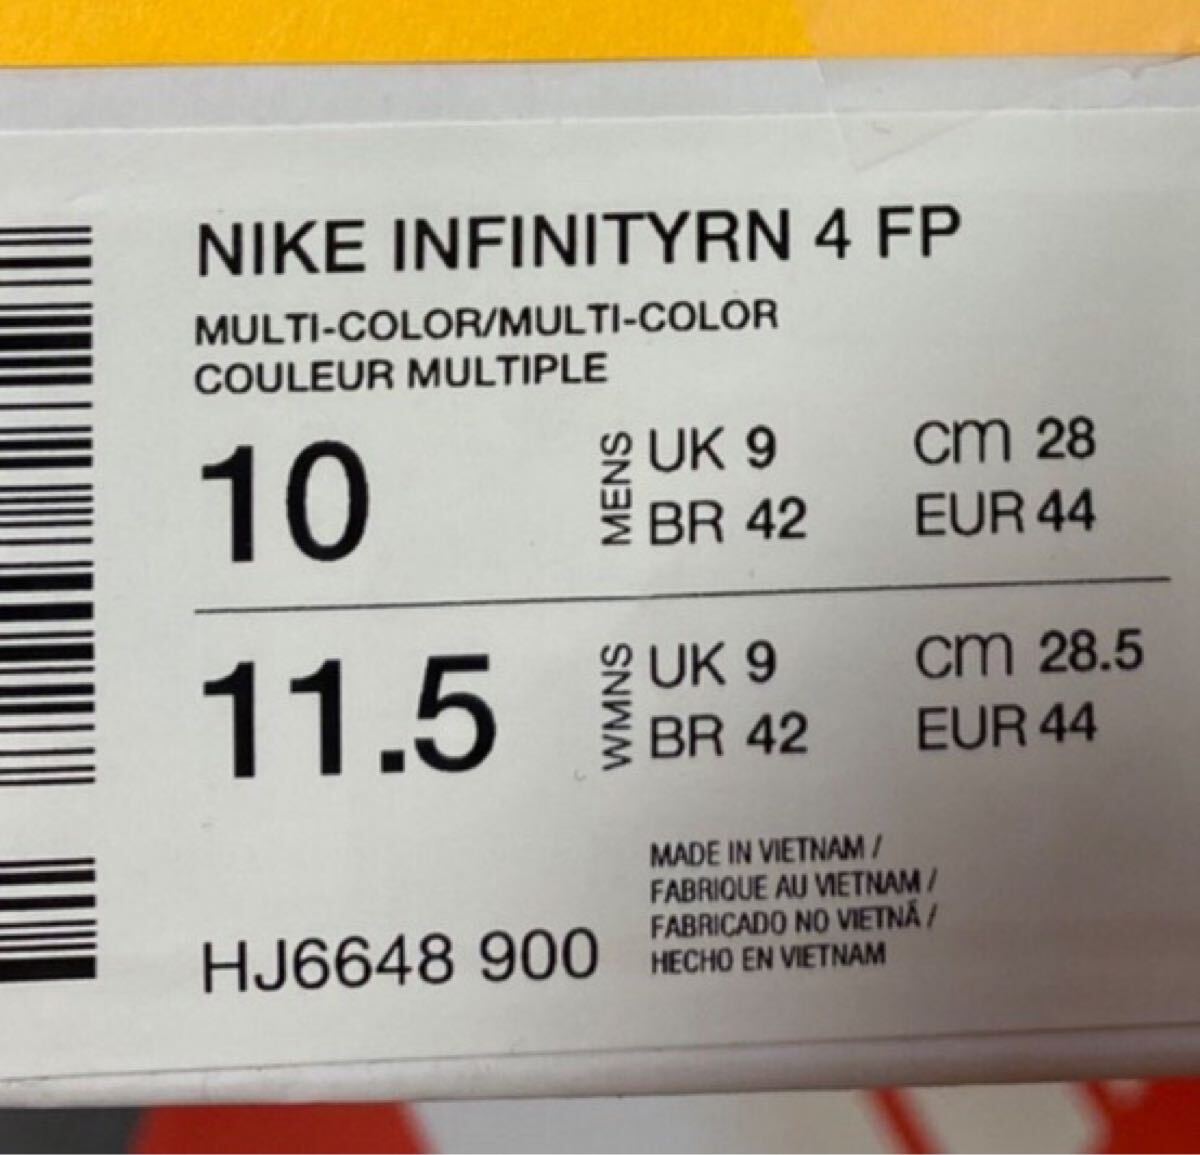 NIKE INFINITYRN 4 FP
MULTI-COLOR/MULTI-COLOR
COULEUR MULTIPLE
10 MENS UK 9 CM 28
BR 42 EUR 44
11.5 WMNS UK 9 CM 28.5
BR 42 EUR 44
MADE IN VIETNAM /
FABRIQUE AU VIETNAM /
FABRICADO NO VIETNÃ /
HECHO EN VIETNAM
HJ6648 900